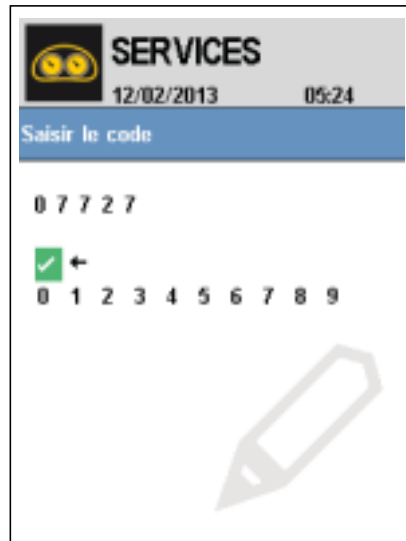 SERVICES
12/02/2013 05:24
Saisir le code
0 7 7 2 7
✓ ←
0 1 2 3 4 5 6 7 8 9